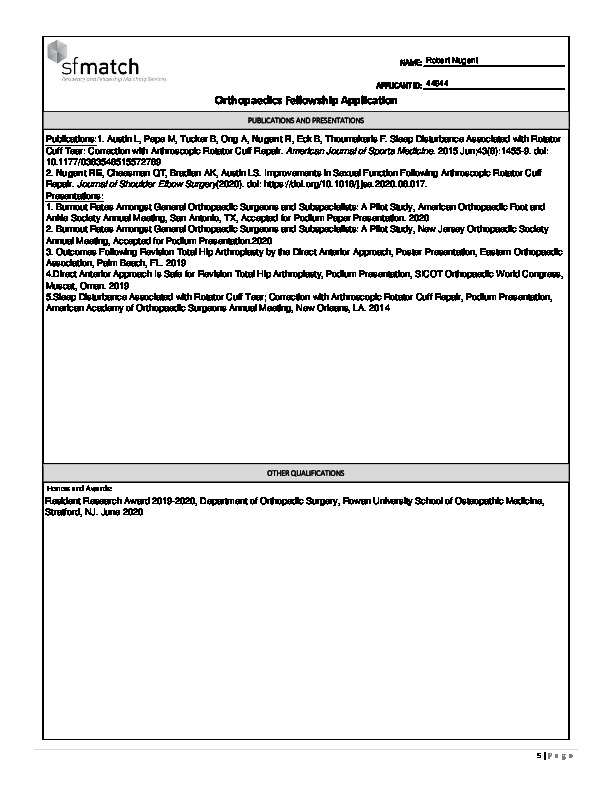 sfmatch
Residency and Fellowship Matching Services
NAME: Robert Nugent
APPLICANT ID: 44644
Orthopaedics Fellowship Application
PUBLICATIONS AND PRESENTATIONS
Publications:1. Austin L, Pepe M, Tucker B, Ong A, Nugent R, Eck B, Thoumakaris F. Sleep Disturbance Associated with Rotator
Cuff Tear: Correction with Arthroscopic Rotator Cuff Repair. American Journal of Sports Medicine. 2015 Jun;43(6):1455-9. doi:
10.1177/0363546515572769
2. Nugent RE, Cheesman QT, Bradian AK, Austin LS. Improvements in Sexual Function Following Arthroscopic Rotator Cuff
Repair. Journal of Shoulder Elbow Surgery(2020). doi: https://doi.org/10.1016/j.jse.2020.08.017.
Presentations:
1. Burnout Rates Amongst General Orthopaedic Surgeons and Subspecialists: A Pilot Study, American Orthopaedic Foot and
Ankle Society Annual Meeting, San Antonio, TX, Accepted for Podium Paper Presentation. 2020
2. Burnout Rates Amongst General Orthopaedic Surgeons and Subspecialists: A Pilot Study, New Jersey Orthopaedic Society
Annual Meeting, Accepted for Podium Presentation.2020
3. Outcomes Following Revision Total Hip Arthroplasty by the Direct Anterior Approach, Poster Presentation, Eastern Orthopaedic
Association, Palm Beach, FL. 2019
4.Direct Anterior Approach is Safe for Revision Total Hip Arthroplasty, Podium Presentation, SICOT Orthopaedic World Congress,
Muscat, Oman. 2019
5.Sleep Disturbance Associated with Rotator Cuff Tear; Correction with Arthroscopic Rotator Cuff Repair, Podium Presentation,
American Academy of Orthopaedic Surgeons Annual Meeting, New Orleans, LA. 2014
OTHER QUALIFICATIONS
Honors and Awards:
Resident Research Award 2019-2020, Department of Orthopedic Surgery, Rowan University School of Osteopathic Medicine,
Stratford, NJ. June 2020
5 | Page